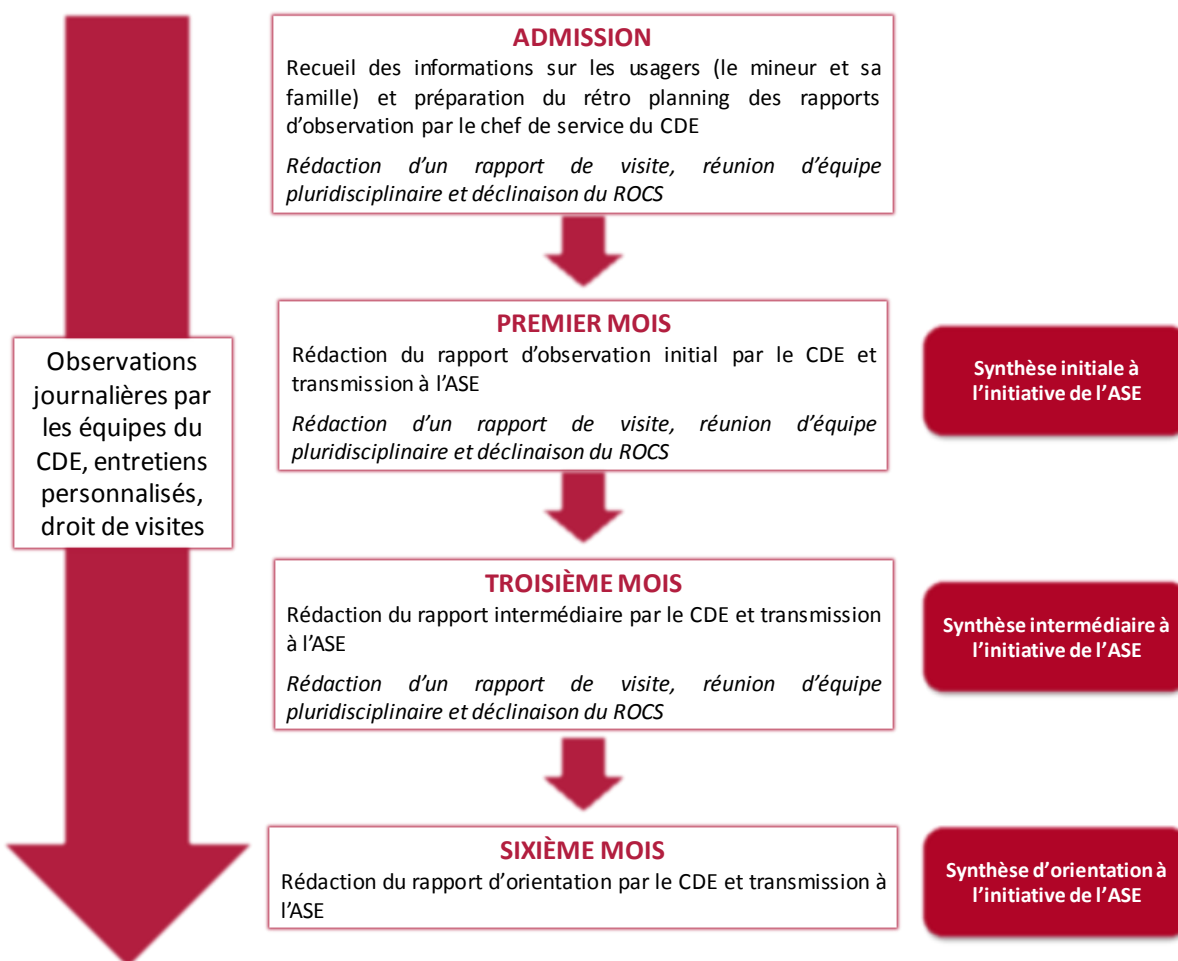 ADMISSION
Recueil des informations sur les usagers (le mineur et sa
famille) et préparation du rétro planning des rapports
d'observation par le chef de service du CDE
Rédaction d'un rapport de visite, réunion d'équipe
pluridisciplinaire et déclinaison du ROCS
Observations
journalières par
les équipes du
CDE, entretiens
personnalisés,
droit de visites
PREMIER MOIS
Rédaction du rapport d'observation initial par le CDE et
transmission à l'ASE
Rédaction d'un rapport de visite, réunion d'équipe
pluridisciplinaire et déclinaison du ROCS
Synthèse initiale à
l'initiative de l'ASE
TROISIÈME MOIS
Rédaction du rapport intermédiaire par le CDE et transmission
à l'ASE
Rédaction d'un rapport de visite, réunion d'équipe
pluridisciplinaire et déclinaison du ROCS
Synthèse intermédiaire à
l'initiative de l'ASE
SIXIÈME MOIS
Rédaction du rapport d'orientation par le CDE et transmission à
l'ASE
Synthèse d'orientation à
l'initiative de l'ASE